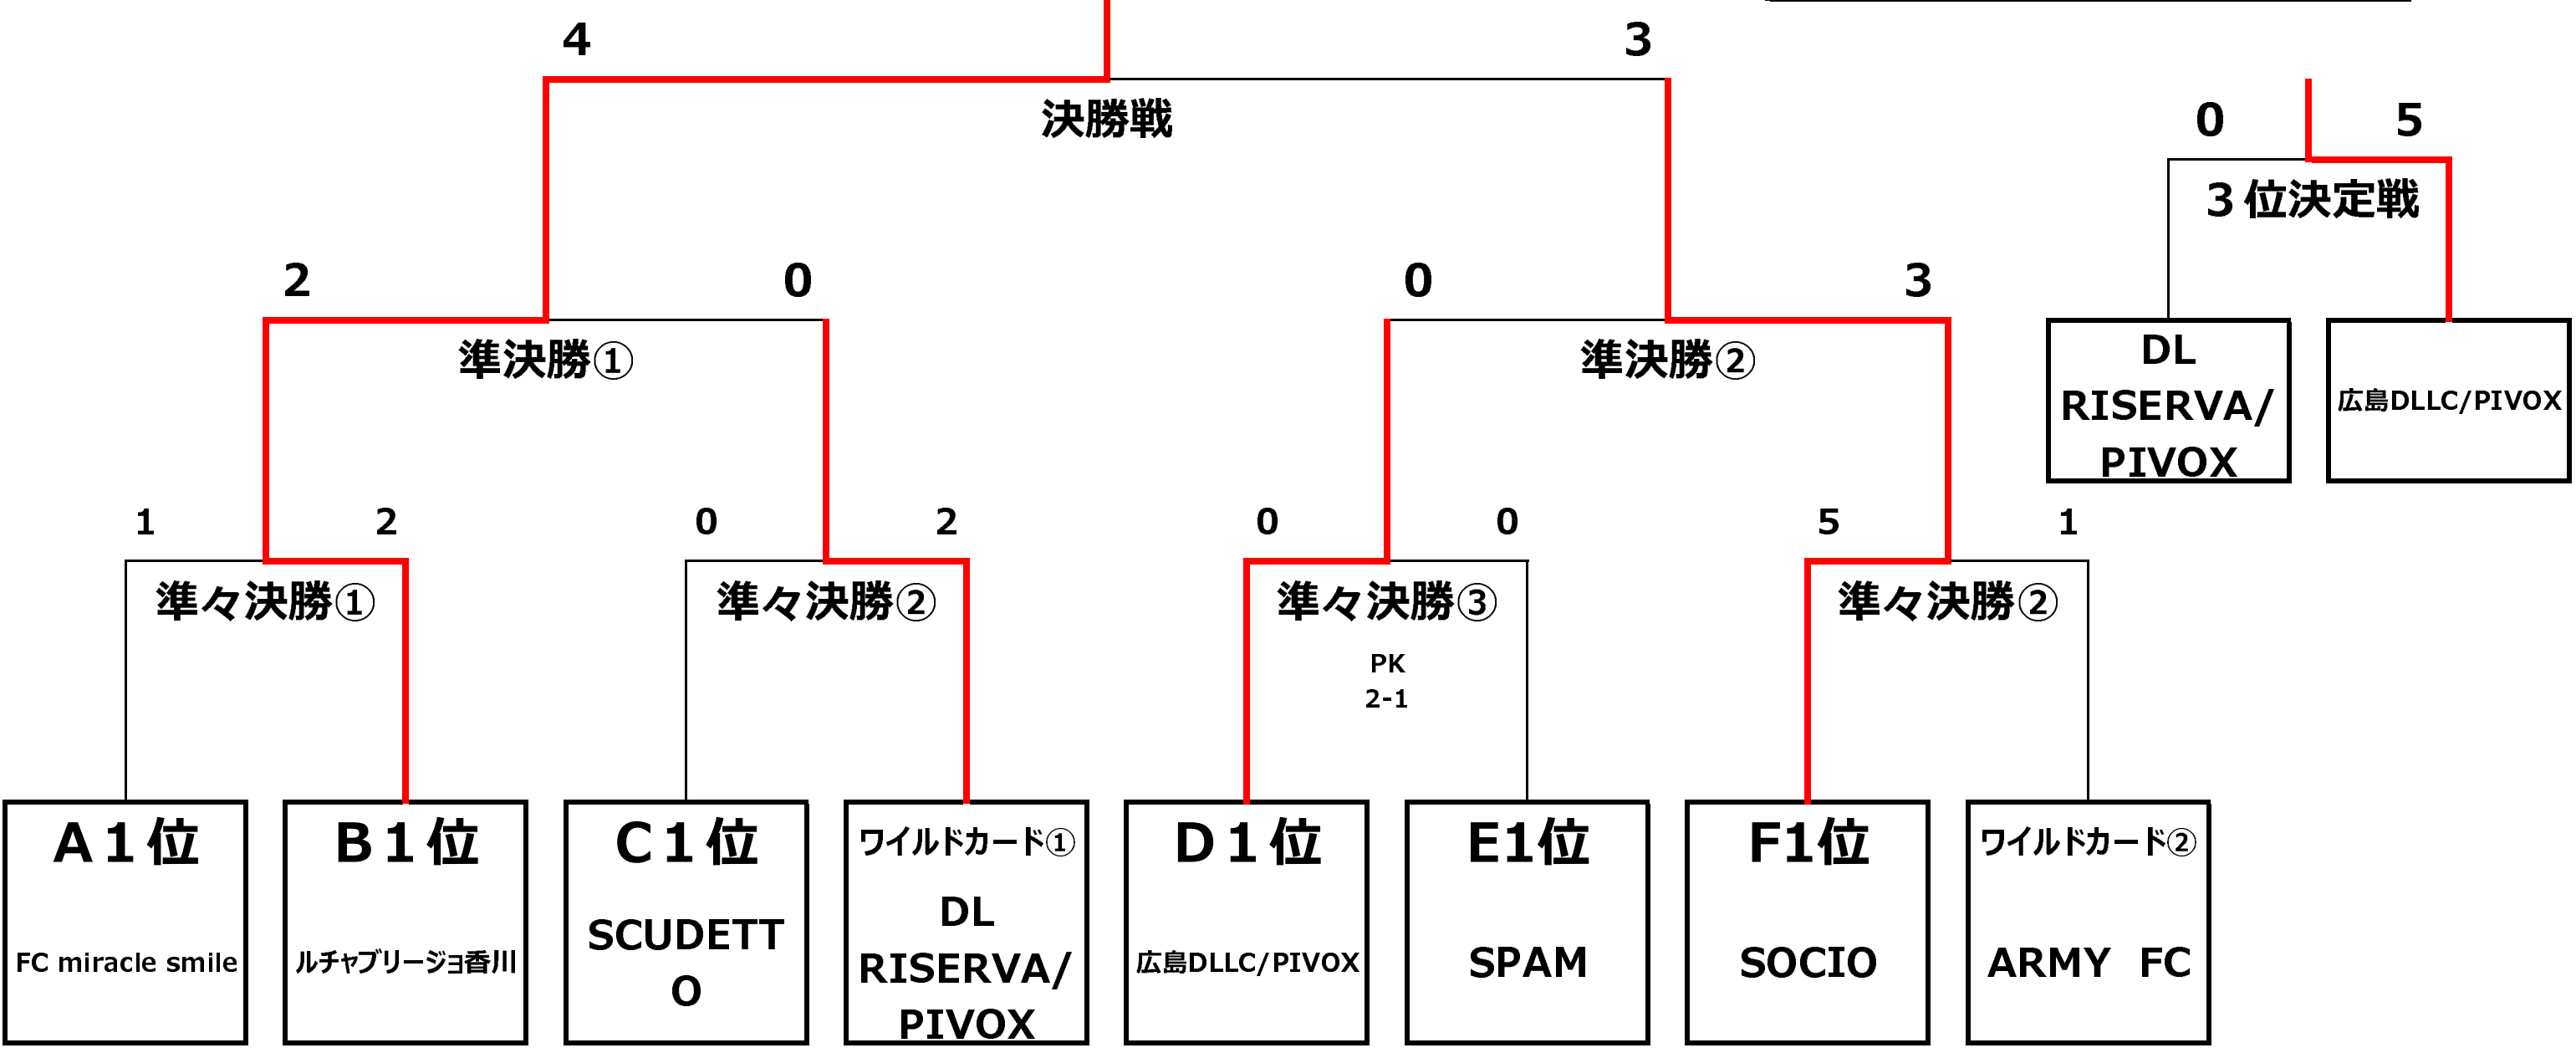 4 3
決勝戦
0 5
３位決定戦
2 0 0 3
準決勝① 準決勝②
DL
RISERVA/
PIVOX
広島DLLC/PIVOX
1 2 0 2 0 0 5 1
準々決勝① 準々決勝② 準々決勝③ 準々決勝②
PK
2-1
A１位
FC miracle smile
B１位
ルチャブリージョ香川
C１位
SCUDETT
O
ワイルドカード①
DL
RISERVA/
PIVOX
D１位
広島DLLC/PIVOX
E1位
SPAM
F1位
SOCIO
ワイルドカード②
ARMY　FC